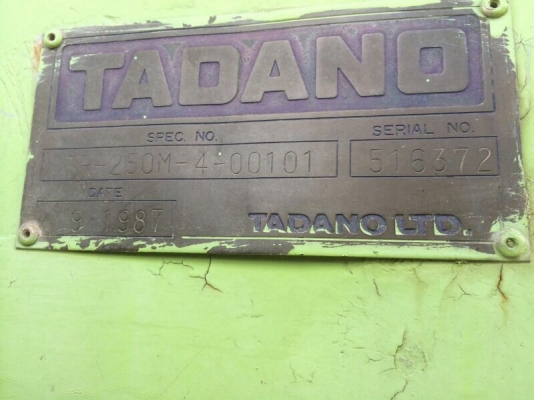 TADANO
SPEC. NO. SERIAL NO.
-250M-4-00101 516372
DATE
9 1987 TADANO LTD.